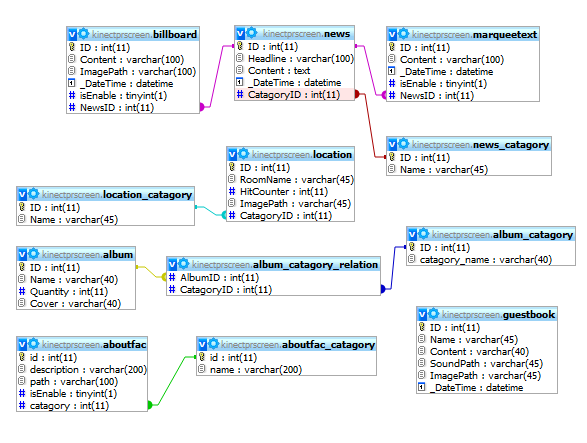 kinectprscreen.billboard
ID : int(11)
Content : varchar(100)
ImagePath : varchar(100)
_DateTime : datetime
isEnable : tinyint(1)
NewsID : int(11)
kinectprscreen.news
ID : int(11)
Headline : varchar(100)
Content : text
_DateTime : datetime
CatagoryID : int(11)
kinectprscreen.marqueetext
ID : int(11)
Content : varchar(100)
_DateTime : datetime
isEnable : tinyint(1)
NewsID : int(11)
kinectprscreen.news_catagory
ID : int(11)
Name : varchar(45)
kinectprscreen.location
ID : int(11)
RoomName : varchar(45)
HitCounter : int(11)
ImagePath : varchar(45)
CatagoryID : int(11)
kinectprscreen.location_catagory
ID : int(11)
Name : varchar(45)
kinectprscreen.album_catagory
ID : int(11)
catagory_name : varchar(40)
kinectprscreen.album
ID : int(11)
Name : varchar(40)
Quantity : int(11)
Cover : varchar(40)
kinectprscreen.album_catagory_relation
AlbumID : int(11)
CatagoryID : int(11)
kinectprscreen.guestbook
ID : int(11)
Name : varchar(45)
Content : varchar(40)
SoundPath : varchar(45)
ImagePath : varchar(45)
_DateTime : datetime
kinectprscreen.aboutfac
id : int(11)
description : varchar(200)
path : varchar(100)
isEnable : tinyint(1)
catagory : int(11)
kinectprscreen.aboutfac_catagory
id : int(11)
name : varchar(200)